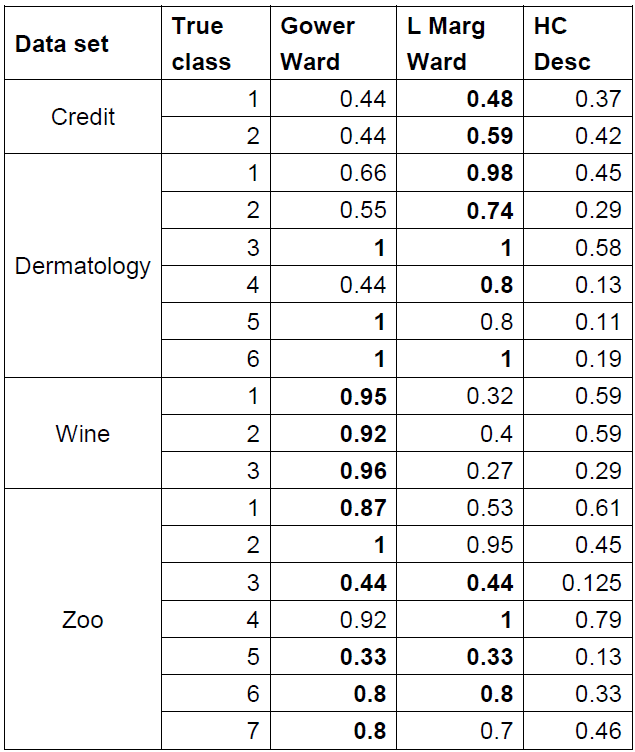 Data set True class Gower Ward L Marg Ward HC Desc
Credit 1 0.44 0.48 0.37
2 0.44 0.59 0.42
Dermatology 1 0.66 0.98 0.45
2 0.55 0.74 0.29
3 1 1 0.58
4 0.44 0.8 0.13
5 1 0.8 0.11
6 1 1 0.19
Wine 1 0.95 0.32 0.59
2 0.92 0.4 0.59
3 0.96 0.27 0.29
Zoo 1 0.87 0.53 0.61
2 1 0.95 0.45
3 0.44 0.44 0.125
4 0.92 1 0.79
5 0.33 0.33 0.13
6 0.8 0.8 0.33
7 0.8 0.7 0.46